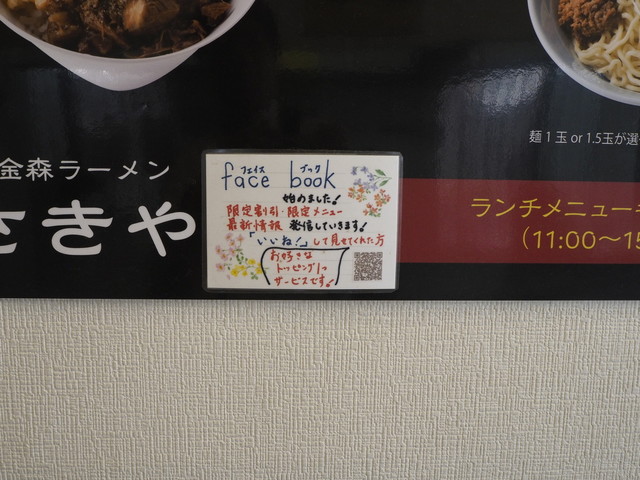 麺1玉 or 1.5玉が選
金森ラーメン
さきや
フェイス ブック
face book
始めました!
限定割引・限定メニュー
最新情報 発信していきます!
「いいね!」して見せてくれた方
お好きな
トッピング1つ
サービスです!
ランチメニュー
(11:00～15